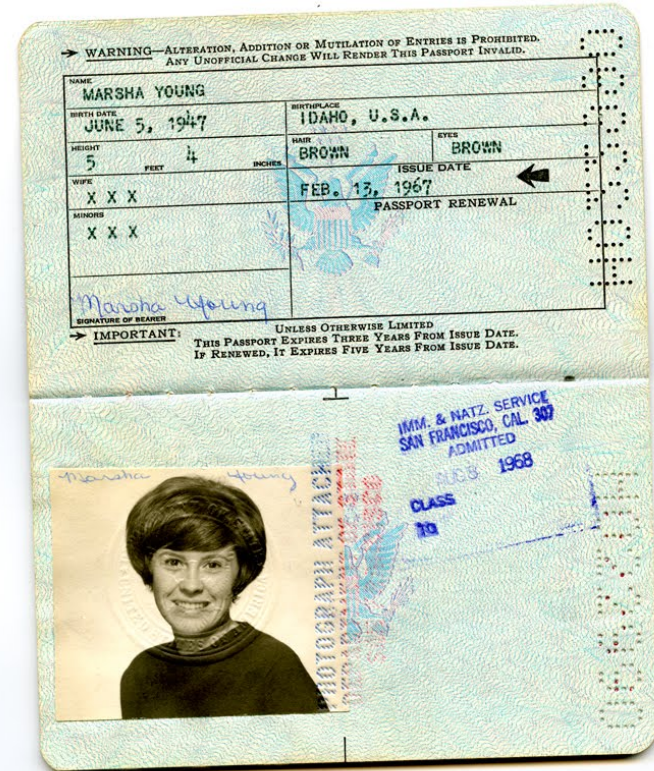 → WARNING—ALTERATION, ADDITION OR MUTILATION OF ENTRIES IS PROHIBITED.
ANY UNOFFICIAL CHANGE WILL RENDER THIS PASSPORT INVALID.
NAME
MARSHA YOUNG
BIRTH DATE
JUNE 5, 1947
BIRTHPLACE
IDAHO, U.S.A.
HEIGHT
5 FEET 4 INCHES
HAIR
BROWN
EYES
BROWN
WIFE
X X X
ISSUE DATE
FEB. 13, 1967
MINORS
X X X
PASSPORT RENEWAL
Marsha Young
SIGNATURE OF BEARER
→ IMPORTANT:
UNLESS OTHERWISE LIMITED
THIS PASSPORT EXPIRES THREE YEARS FROM ISSUE DATE.
IF RENEWED, IT EXPIRES FIVE YEARS FROM ISSUE DATE.
IMM. & NATZ. SERVICE
SAN FRANCISCO, CAL. 307
ADMITTED
AUG 8 1968
CLASS
TO
Marsha Young
PHOTOGRAPH ATTACHED
DEPARTMENT OF STATE